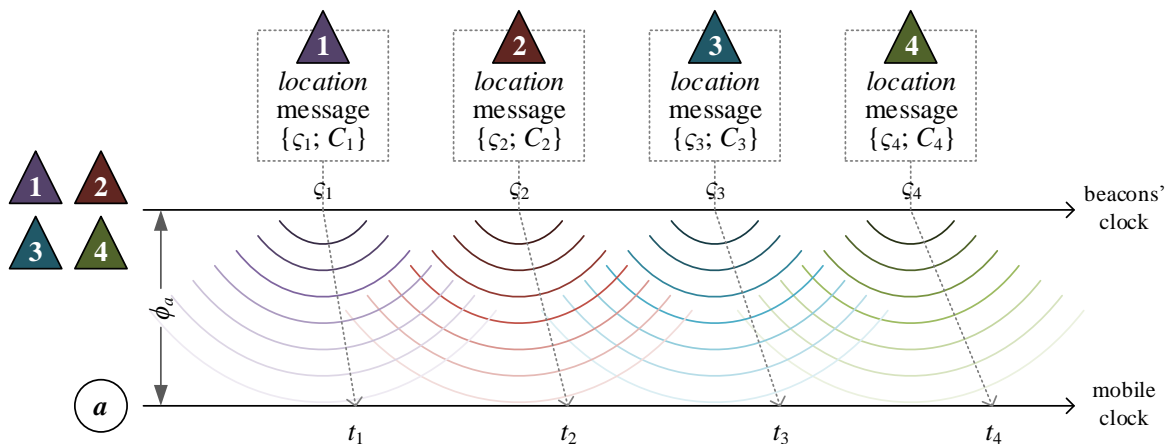 1
location
message
{ς1; C1}
2
location
message
{ς2; C2}
3
location
message
{ς3; C3}
4
location
message
{ς4; C4}
1 2
3 4
ς1 ς2 ς3 ς4
beacons'
clock
ϕa
a
mobile
clock
t1 t2 t3 t4